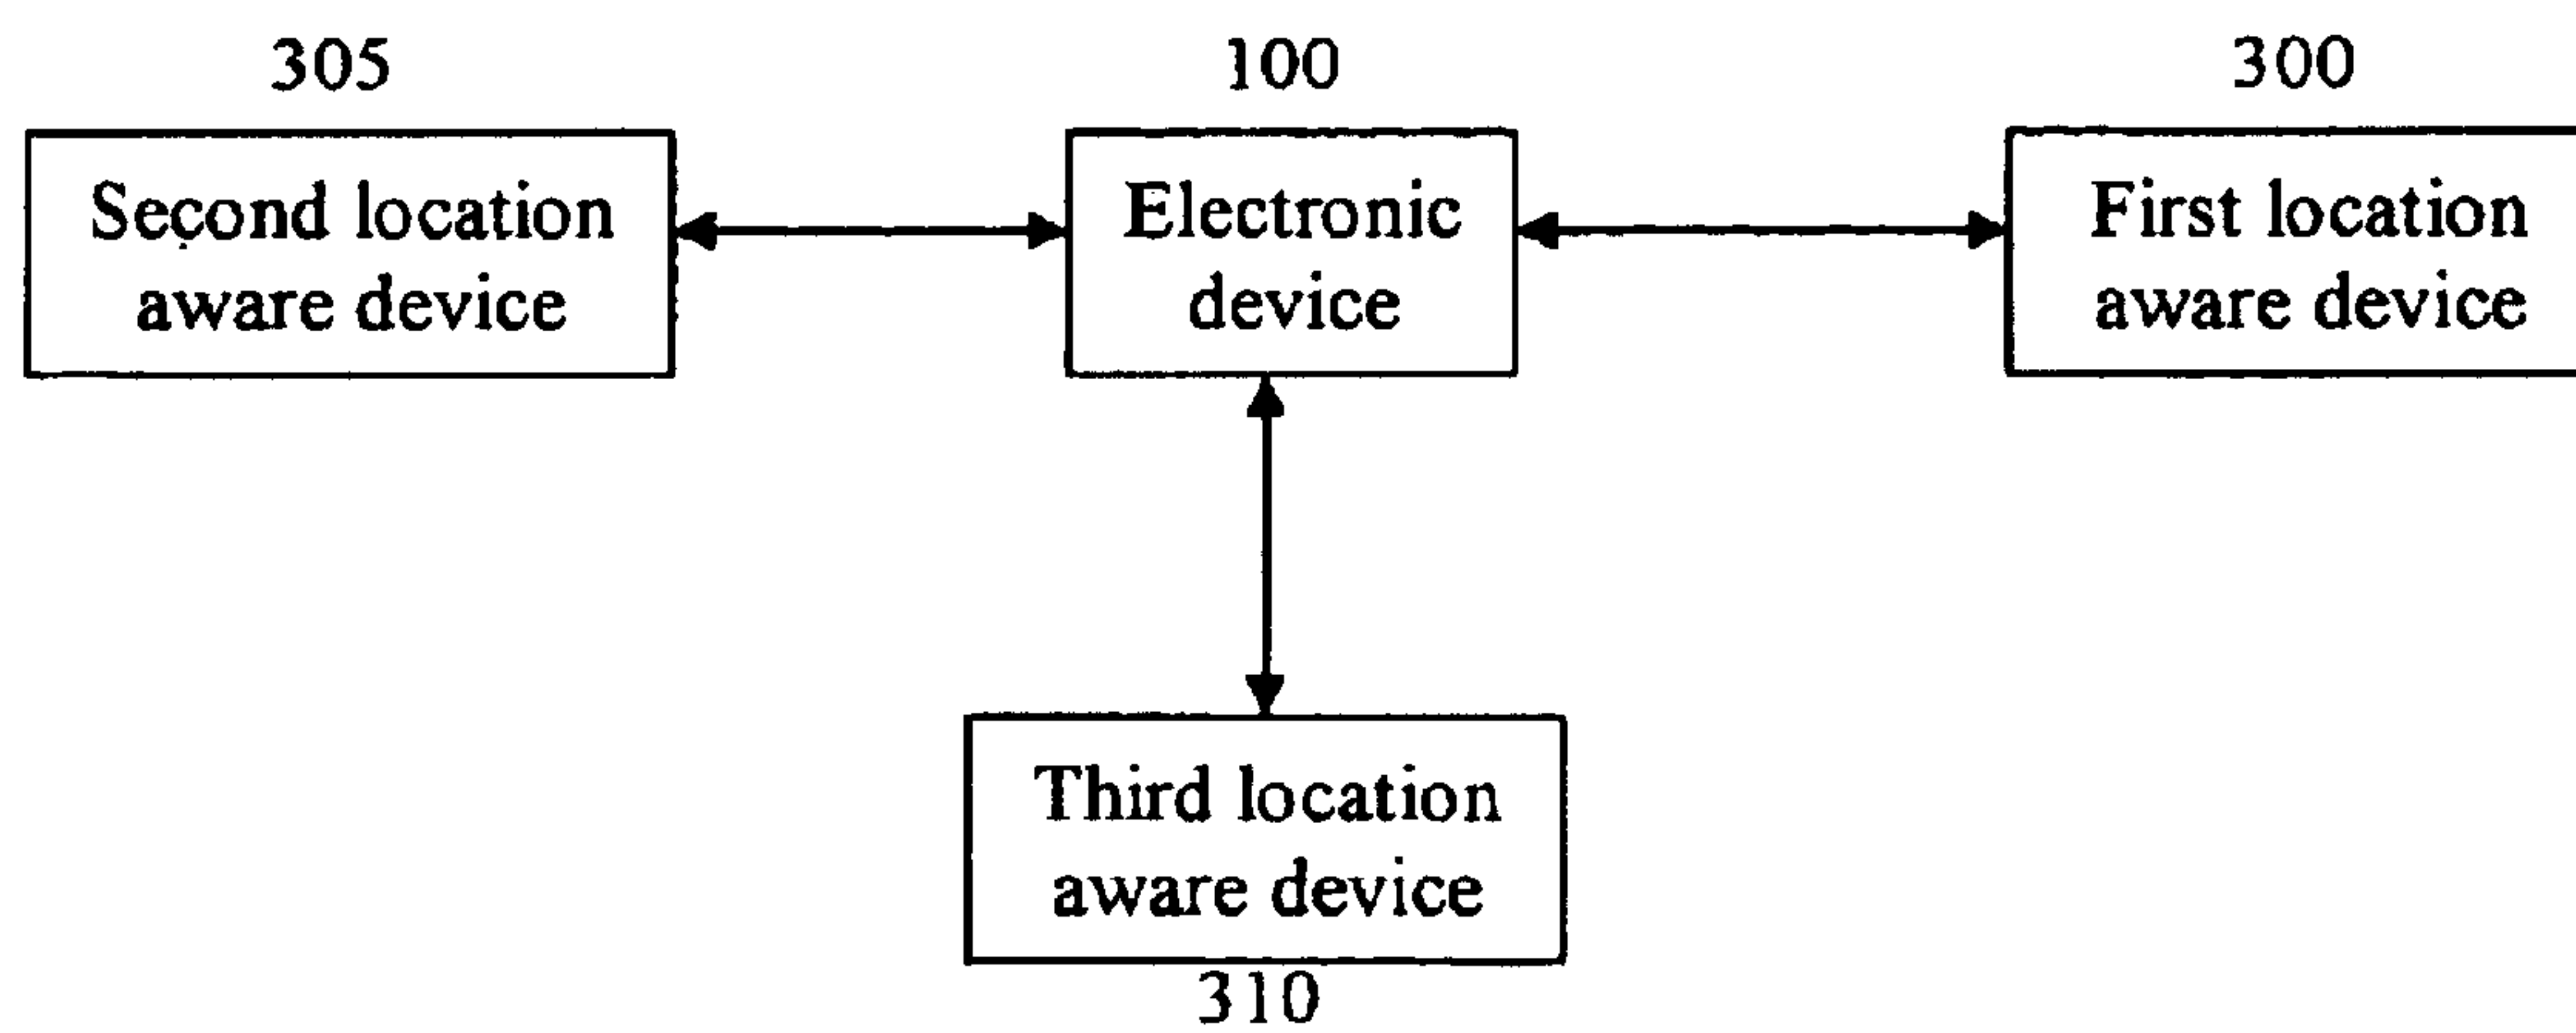 305
100
300
Second location
aware device
Electronic
device
First location
aware device
Third location
aware device
310